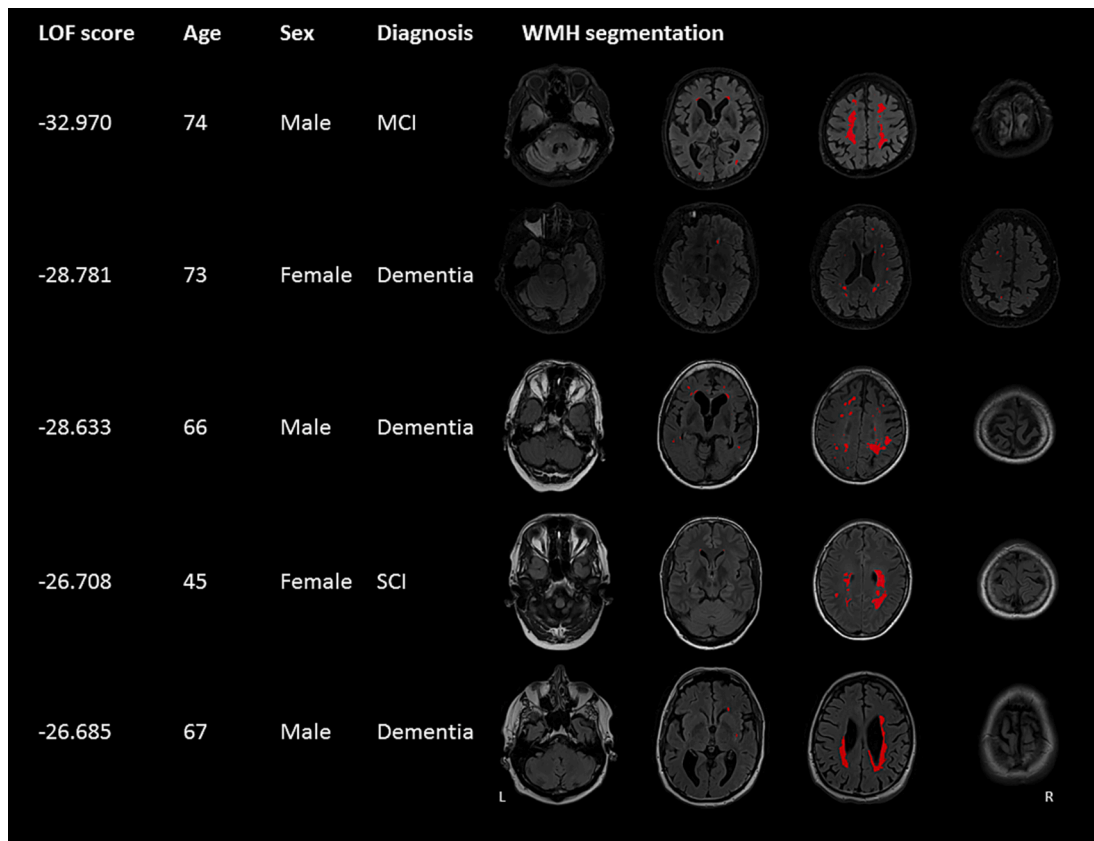 LOF score Age Sex Diagnosis WMH segmentation
-32.970 74 Male MCI
-28.781 73 Female Dementia
-28.633 66 Male Dementia
-26.708 45 Female SCI
-26.685 67 Male Dementia
L R